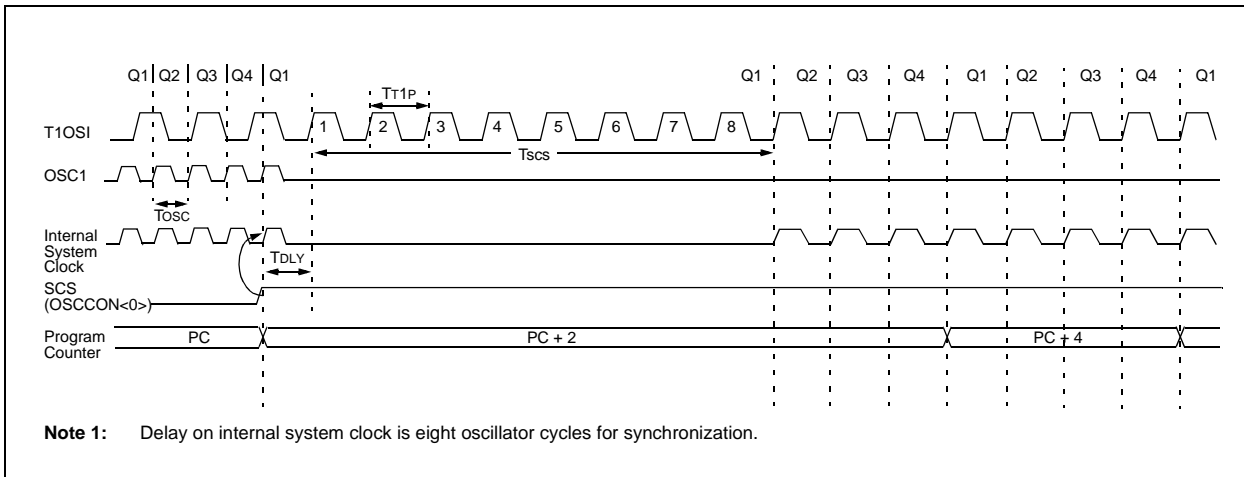 Q1 Q2 Q3 Q4 Q1 Q1 Q2 Q3 Q4 Q1 Q2 Q3 Q4 Q1
TT1P
T1OSI 1 2 3 4 5 6 7 8
TSCS
OSC1
TOSC
Internal
System
Clock
TDLY
SCS
(OSCCON<0>)
Program
Counter
PC PC + 2 PC + 4
Note 1: Delay on internal system clock is eight oscillator cycles for synchronization.